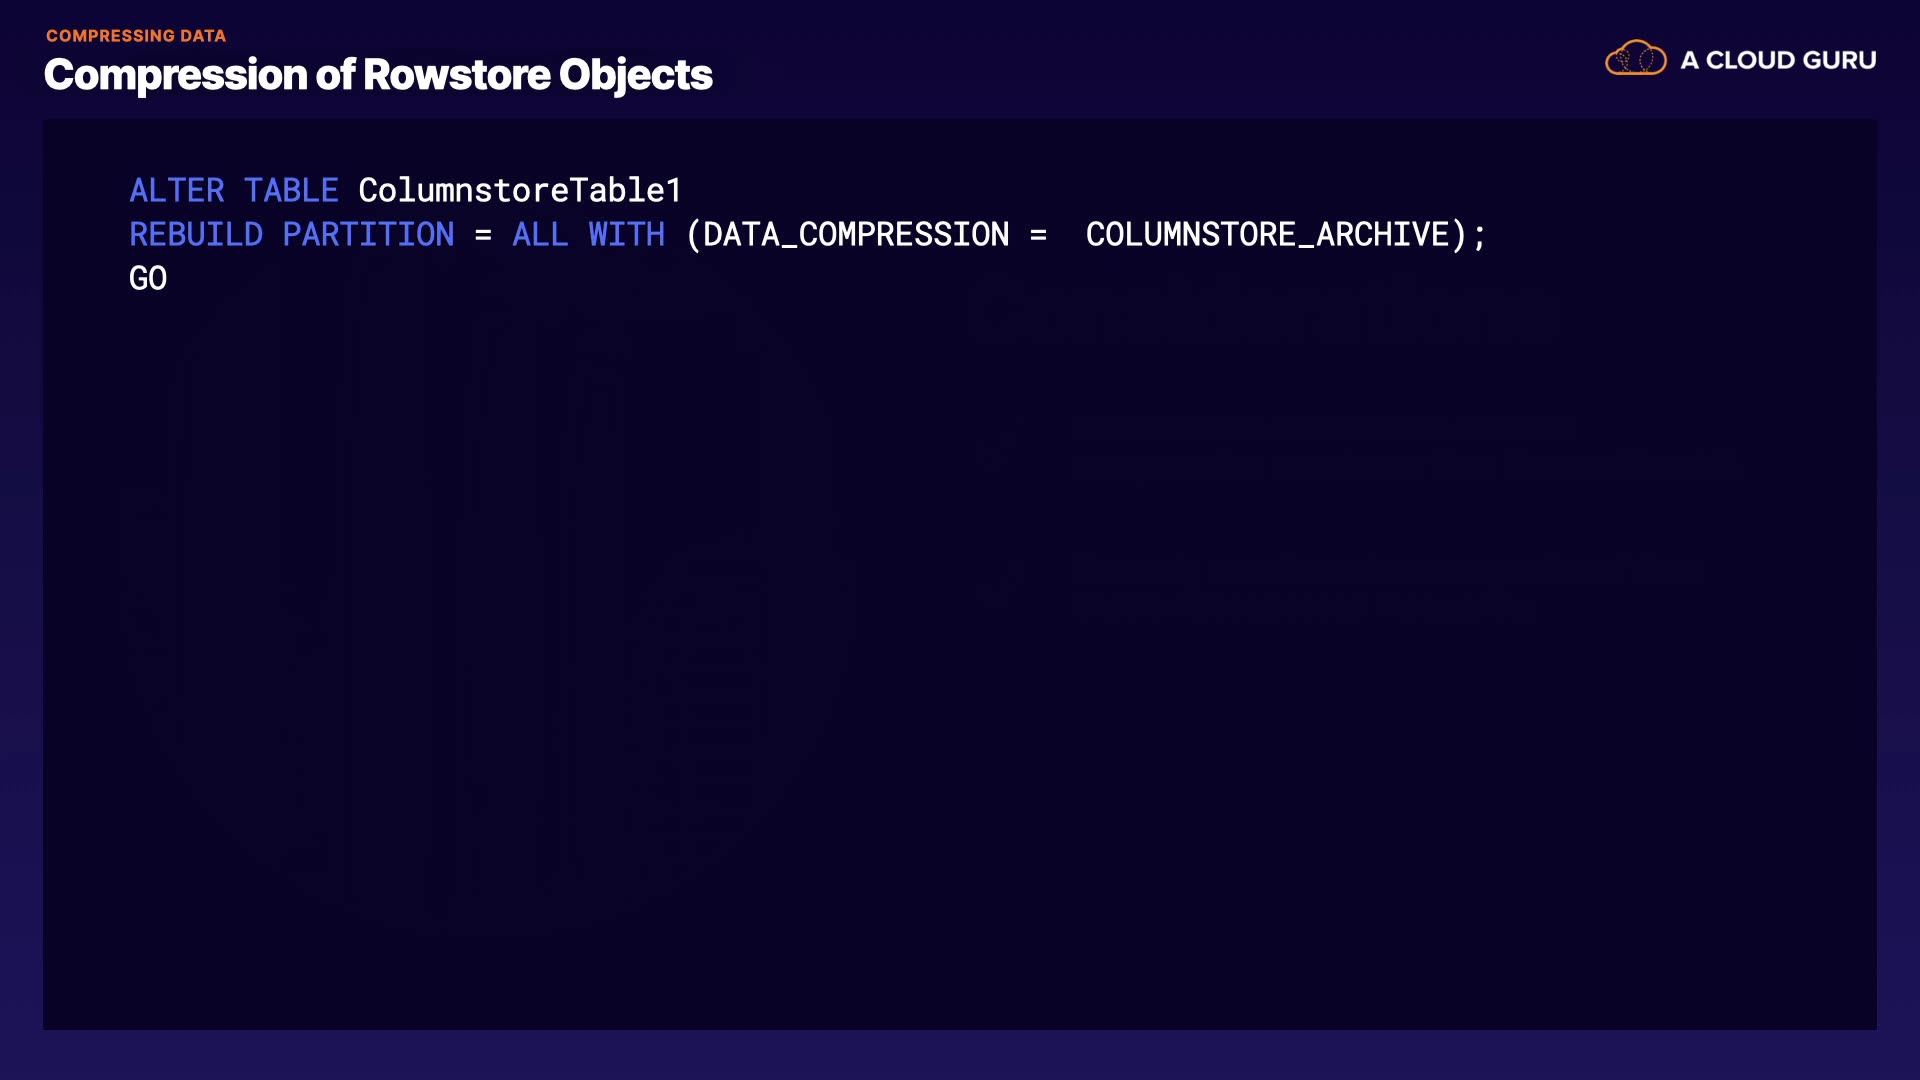 COMPRESSING DATA
Compression of Rowstore Objects
A CLOUD GURU
ALTER TABLE ColumnstoreTable1
REBUILD PARTITION = ALL WITH (DATA_COMPRESSION =  COLUMNSTORE_ARCHIVE);
GO